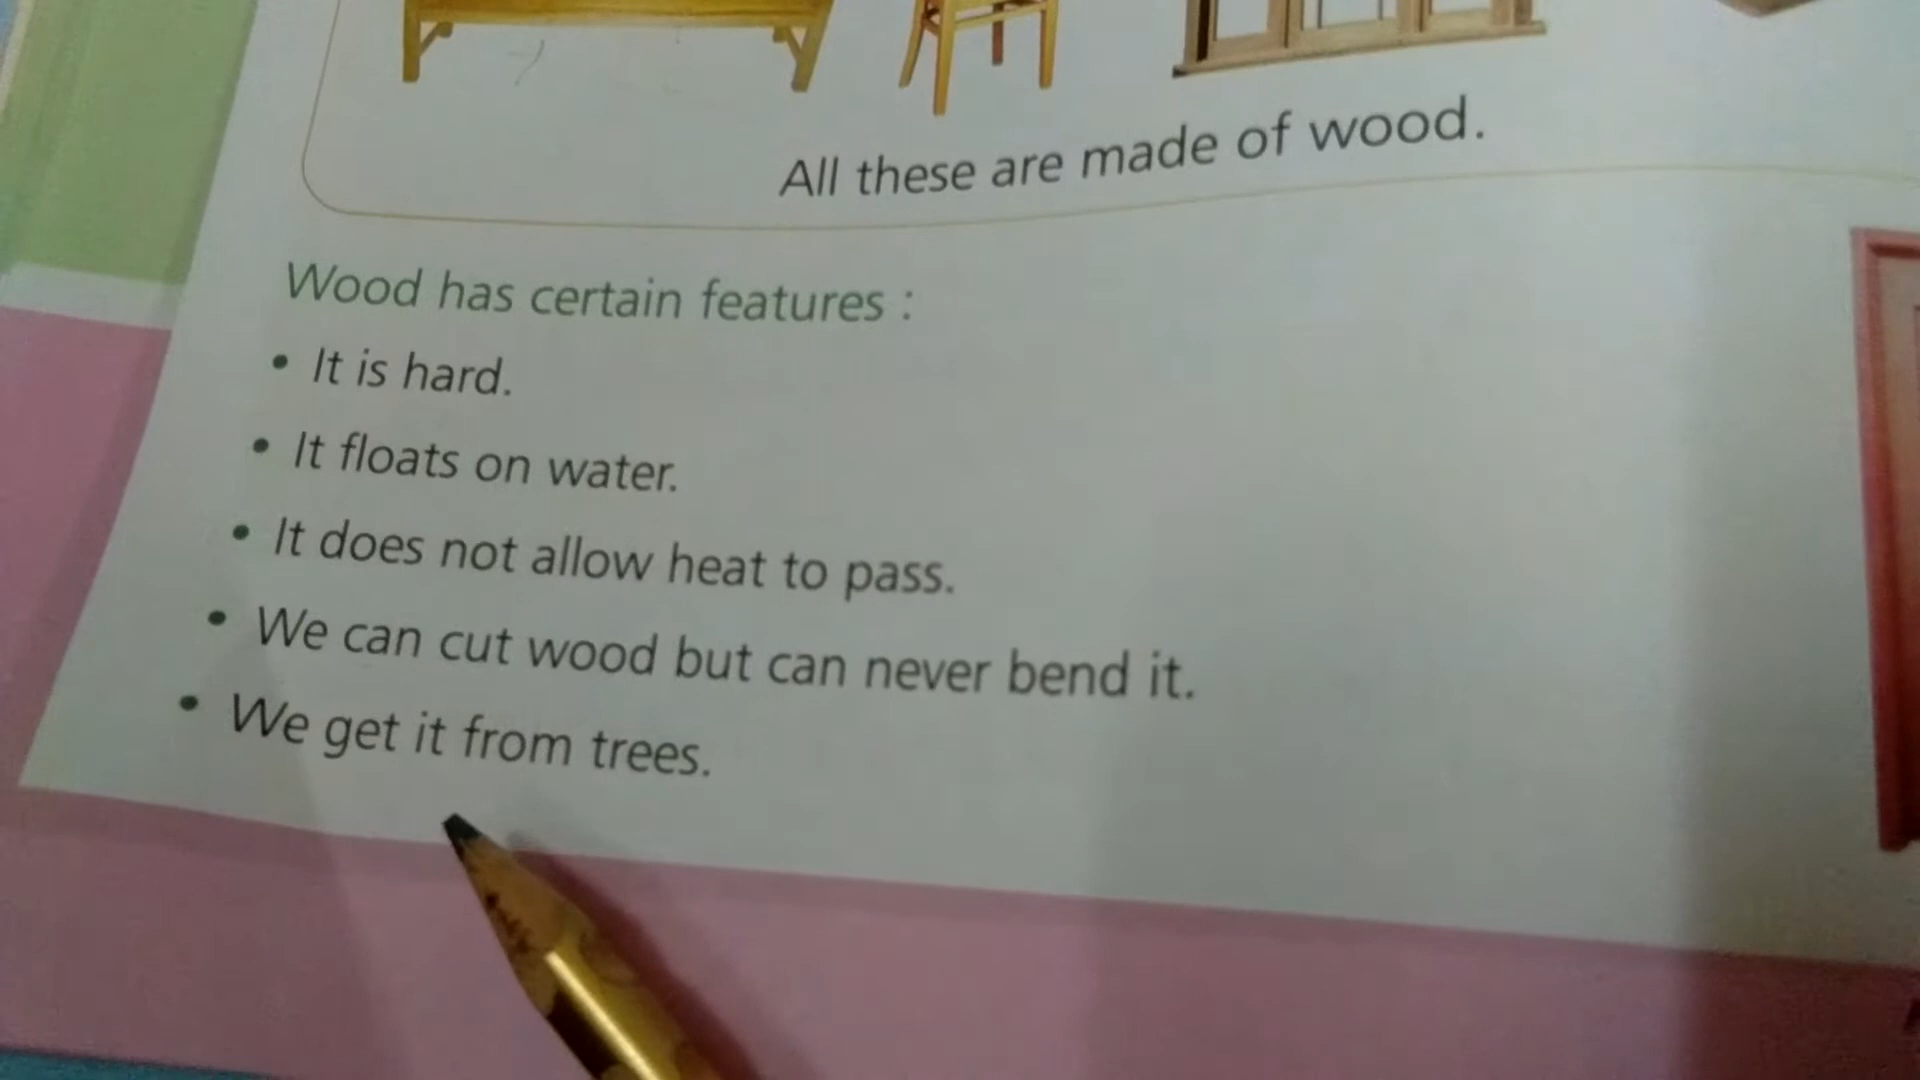 All these are made of wood.
Wood has certain features :
• It is hard.
• It floats on water.
• It does not allow heat to pass.
• We can cut wood but can never bend it.
• We get it from trees.